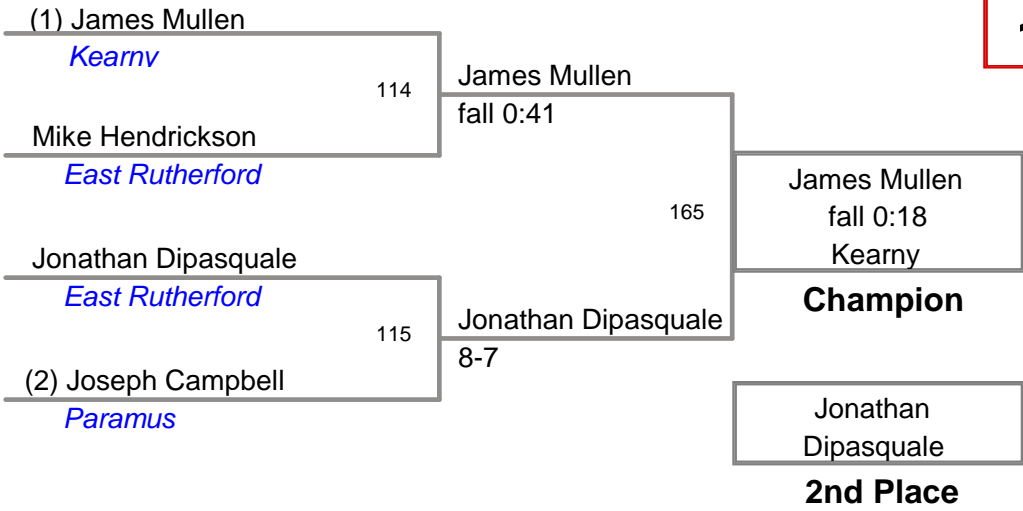 (1) James Mullen
Kearny
114
James Mullen
fall 0:41
Mike Hendrickson
East Rutherford
165
James Mullen
fall 0:18
Kearny
Champion
Jonathan Dipasquale
East Rutherford
115
Jonathan Dipasquale
8-7
(2) Joseph Campbell
Paramus
Jonathan
Dipasquale
2nd Place